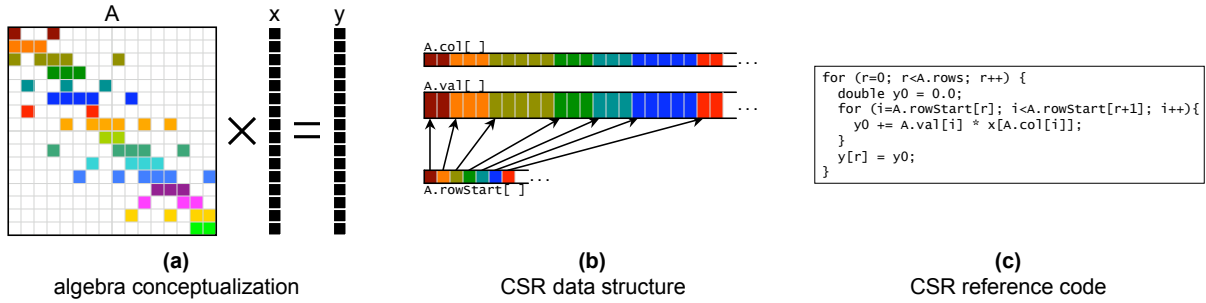 A x y
× =
(a)
algebra conceptualization
A.col[ ]
...
A.val[ ]
...
...
A.rowStart[ ]
(b)
CSR data structure
for (r=0; r<A.rows; r++) {
  double y0 = 0.0;
  for (i=A.rowStart[r]; i<A.rowStart[r+1]; i++){
    y0 += A.val[i] * x[A.col[i]];
  }
  y[r] = y0;
}
(c)
CSR reference code